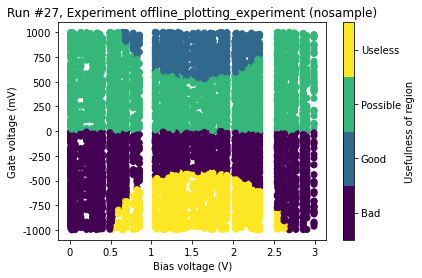 Run #27, Experiment offline_plotting_experiment (nosample)
1000
750
500
250
0
-250
-500
-750
-1000
Gate voltage (mV)
0
0.5
1
1.5
2
2.5
3
Bias voltage (V)
Useless
Possible
Good
Bad
Usefulness of region